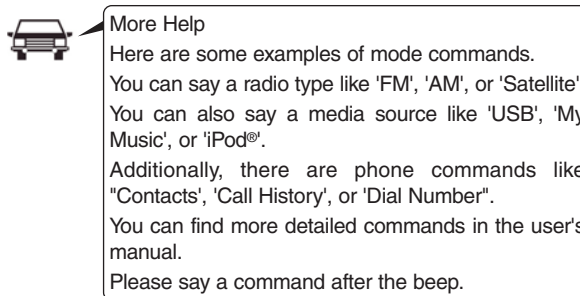 More Help
Here are some examples of mode commands.
You can say a radio type like 'FM', 'AM', or 'Satellite'
You can also say a media source like 'USB', 'My
Music', or 'iPod®'.
Additionally, there are phone commands like
"Contacts', 'Call History', or 'Dial Number".
You can find more detailed commands in the user's
manual.
Please say a command after the beep.